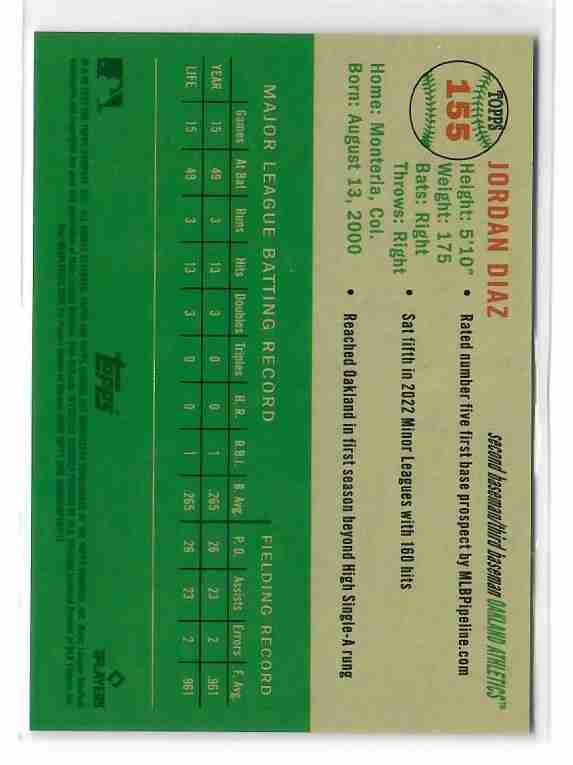 TOPPS
155
JORDAN DIAZ
second baseman/third baseman OAKLAND ATHLETICS™
Height: 5'10"
Weight: 175
Bats: Right
Throws: Right
Home: Monteria, Col.
Born: August 13, 2000
• Rated number five first base prospect by MLBPipeline.com
• Sat fifth in 2022 Minor Leagues with 160 hits
• Reached Oakland in first season beyond High Single-A rung
MAJOR LEAGUE BATTING RECORD FIELDING RECORD
Games At Bat Runs Hits Doubles Triples H.R. R.B.I. B. Avg. P.O. Assists Errors F. Avg.
YEAR 15 49 3 13 3 0 0 1 .265 26 23 2 .961
LIFE 15 49 3 13 3 0 0 1 .265 26 23 2 .961
topps
PLAYERS